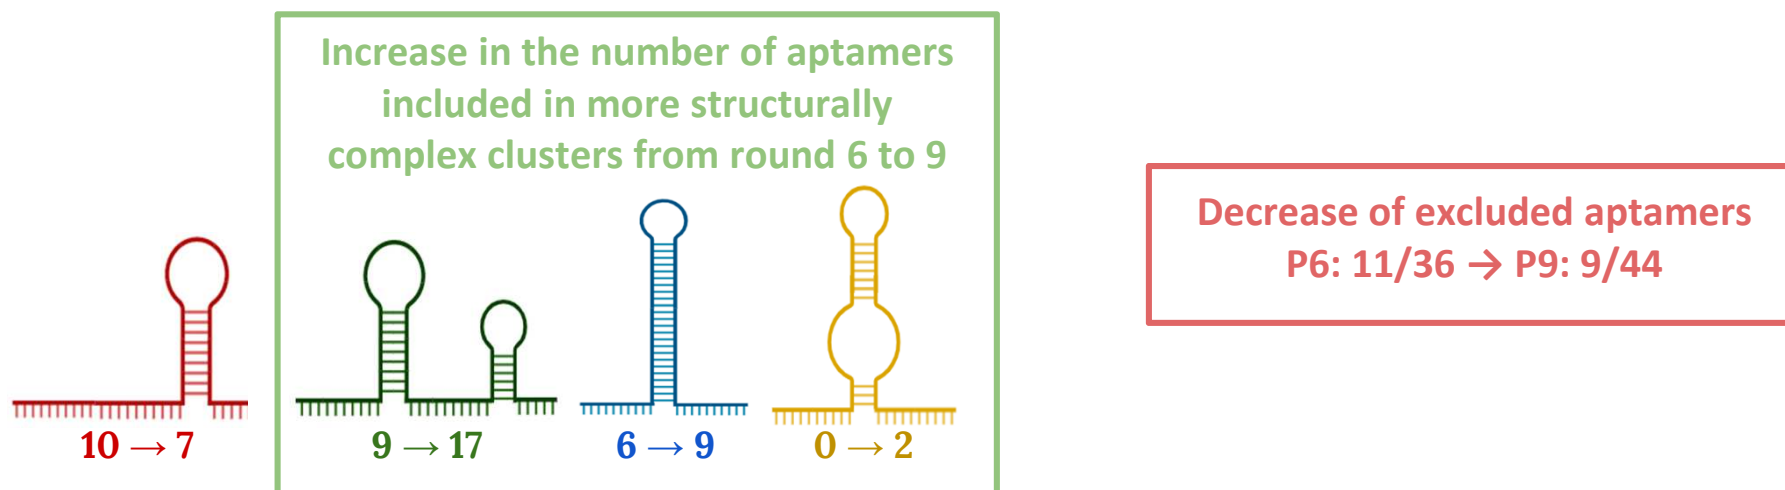 Increase in the number of aptamers
included in more structurally
complex clusters from round 6 to 9
Decrease of excluded aptamers
P6: 11/36 → P9: 9/44
10 → 7
9 → 17
6 → 9
0 → 2